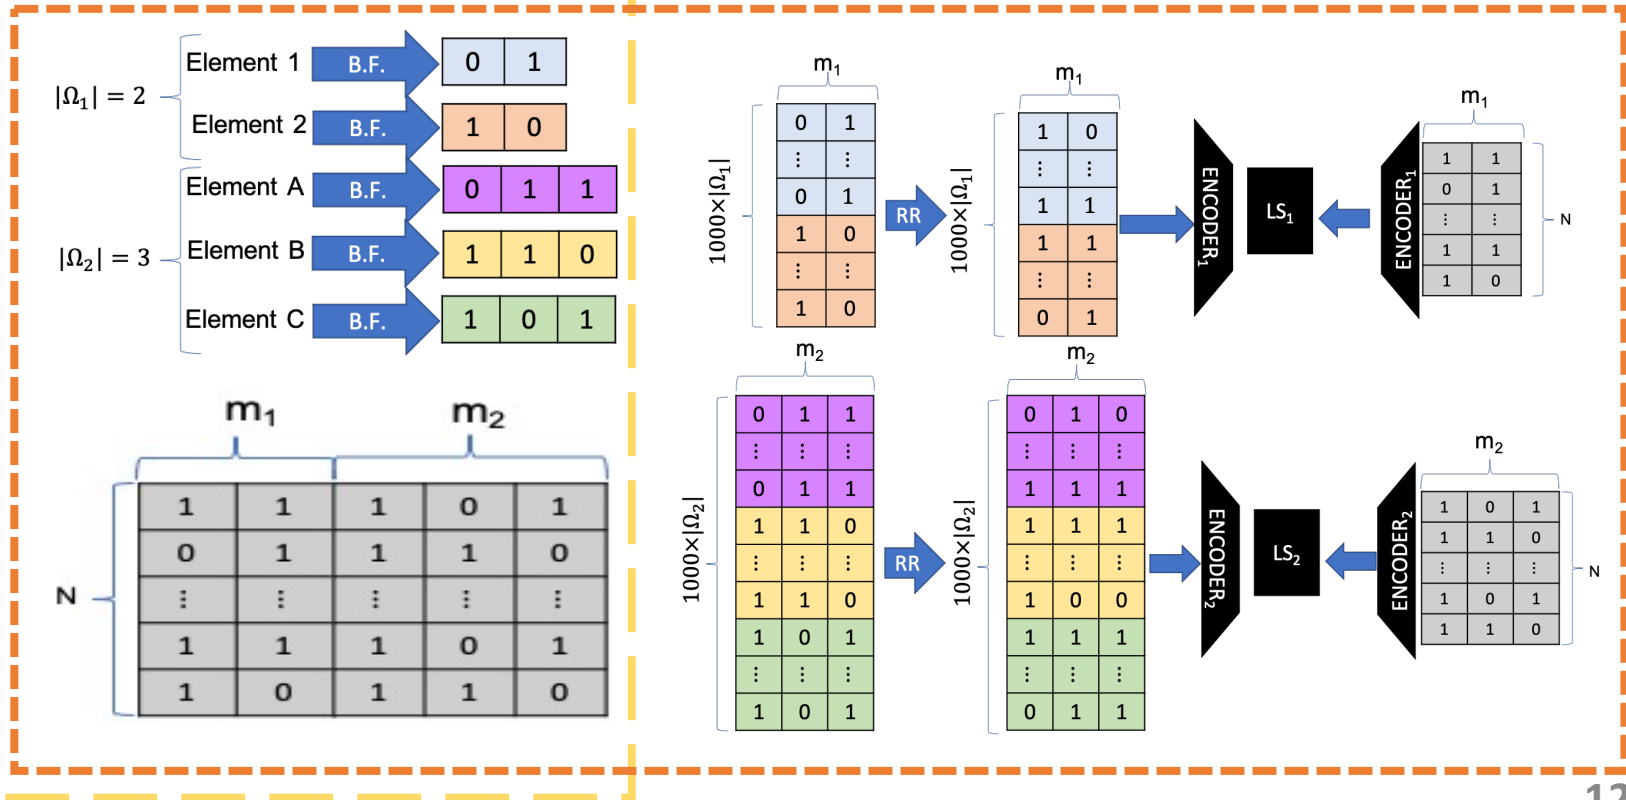 |Ω₁| = 2
Element 1 B.F. 0 1
Element 2 B.F. 1 0
|Ω₂| = 3
Element A B.F. 0 1 1
Element B B.F. 1 1 0
Element C B.F. 1 0 1
m₁ m₂
N
1 1 1 0 1
0 1 1 1 0
⋮ ⋮ ⋮ ⋮ ⋮
1 1 1 0 1
1 0 1 1 0
m₁
1000×|Ω₁|
0 1
⋮ ⋮
0 1
1 0
⋮ ⋮
1 0
RR
m₁
1000×|Ω₁|
1 0
⋮ ⋮
1 1
1 1
⋮ ⋮
0 1
ENCODER₁
LS₁
ENCODER₁
m₁
1 1
0 1
⋮ ⋮
1 1
1 0
N
m₂
1000×|Ω₂|
0 1 1
⋮ ⋮ ⋮
0 1 1
1 1 0
⋮ ⋮ ⋮
1 1 0
1 0 1
⋮ ⋮ ⋮
1 0 1
RR
m₂
1000×|Ω₂|
0 1 0
⋮ ⋮ ⋮
1 1 1
1 1 1
⋮ ⋮ ⋮
1 0 0
1 1 1
⋮ ⋮ ⋮
0 1 1
ENCODER₂
LS₂
ENCODER₂
m₂
1 0 1
1 1 0
⋮ ⋮ ⋮
1 0 1
1 1 0
N
12